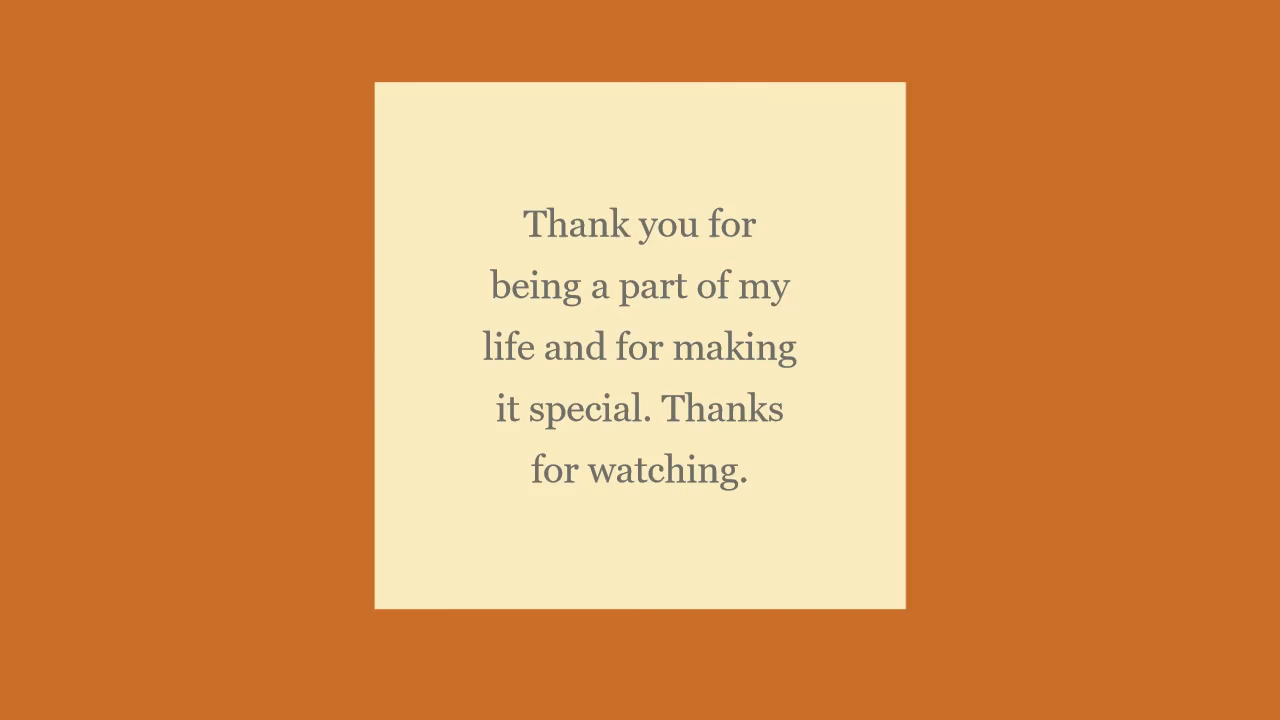 Thank you for
being a part of my
life and for making
it special. Thanks
for watching.